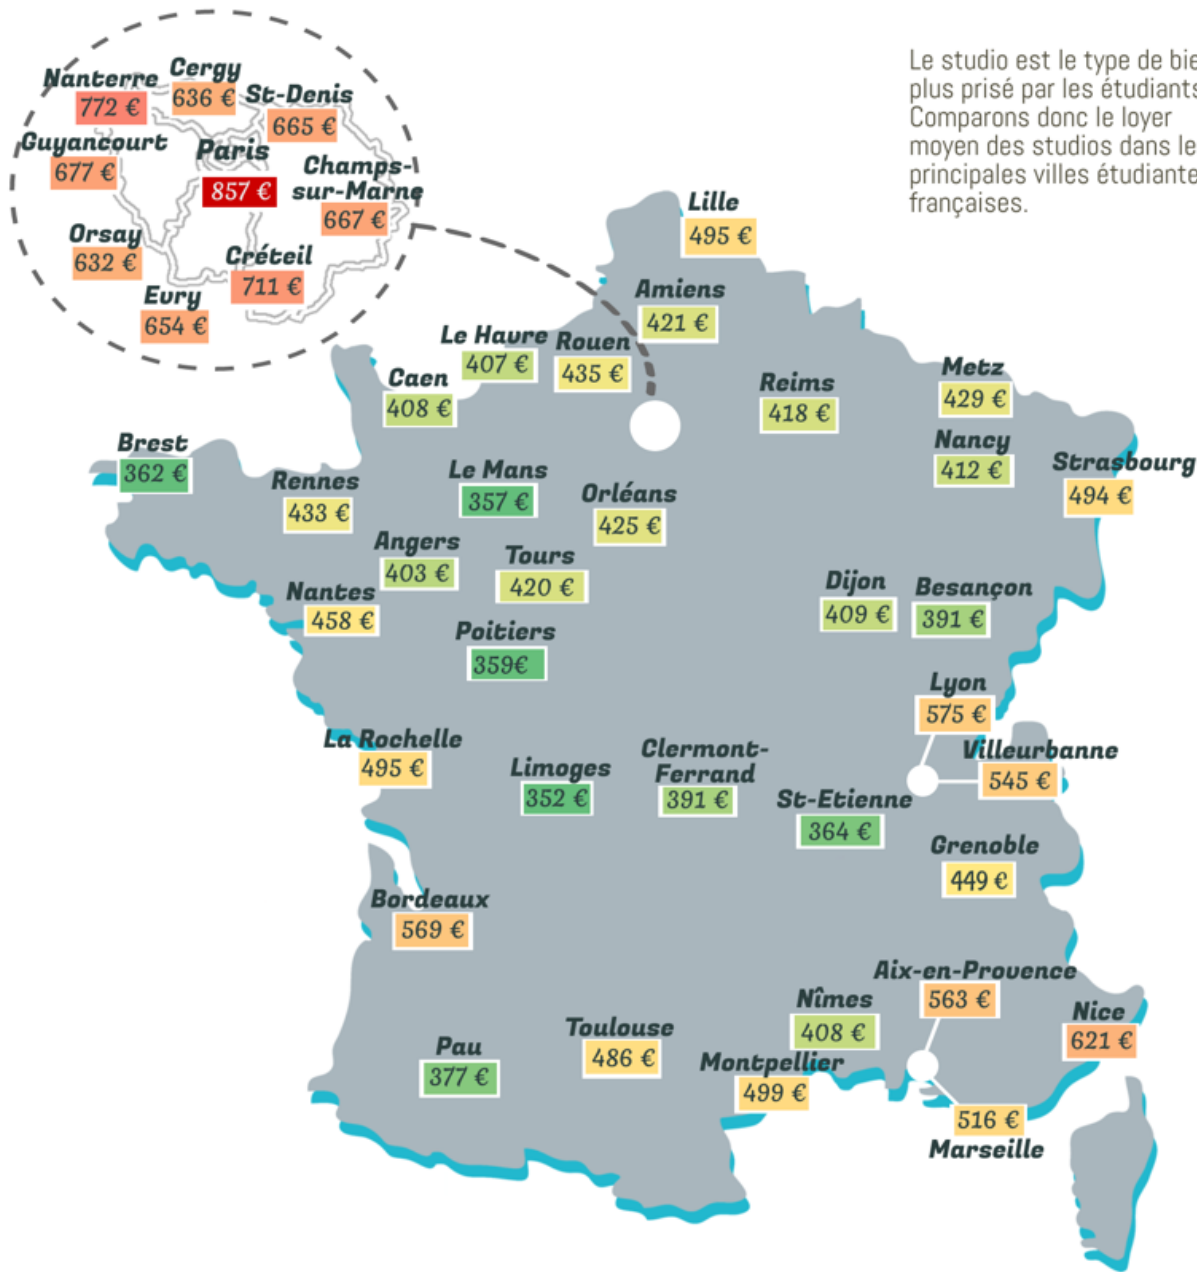 Le studio est le type de bie
plus prisé par les étudiants
Comparons donc le loyer
moyen des studios dans le
principales villes étudiante
françaises.
Nanterre
772 €
Cergy
636 €
St-Denis
665 €
Guyancourt
677 €
Paris
857 €
Champs-
sur-Marne
667 €
Orsay
632 €
Créteil
711 €
Evry
654 €
Lille
495 €
Amiens
421 €
Le Havre
407 €
Rouen
435 €
Caen
408 €
Reims
418 €
Metz
429 €
Nancy
412 €
Strasbourg
494 €
Brest
362 €
Rennes
433 €
Le Mans
357 €
Orléans
425 €
Angers
403 €
Tours
420 €
Nantes
458 €
Dijon
409 €
Besançon
391 €
Poitiers
359€
Lyon
575 €
Villeurbanne
545 €
La Rochelle
495 €
Limoges
352 €
Clermont-
Ferrand
391 €
St-Etienne
364 €
Grenoble
449 €
Bordeaux
569 €
Aix-en-Provence
563 €
Nîmes
408 €
Nice
621 €
Toulouse
486 €
Pau
377 €
Montpellier
499 €
516 €
Marseille